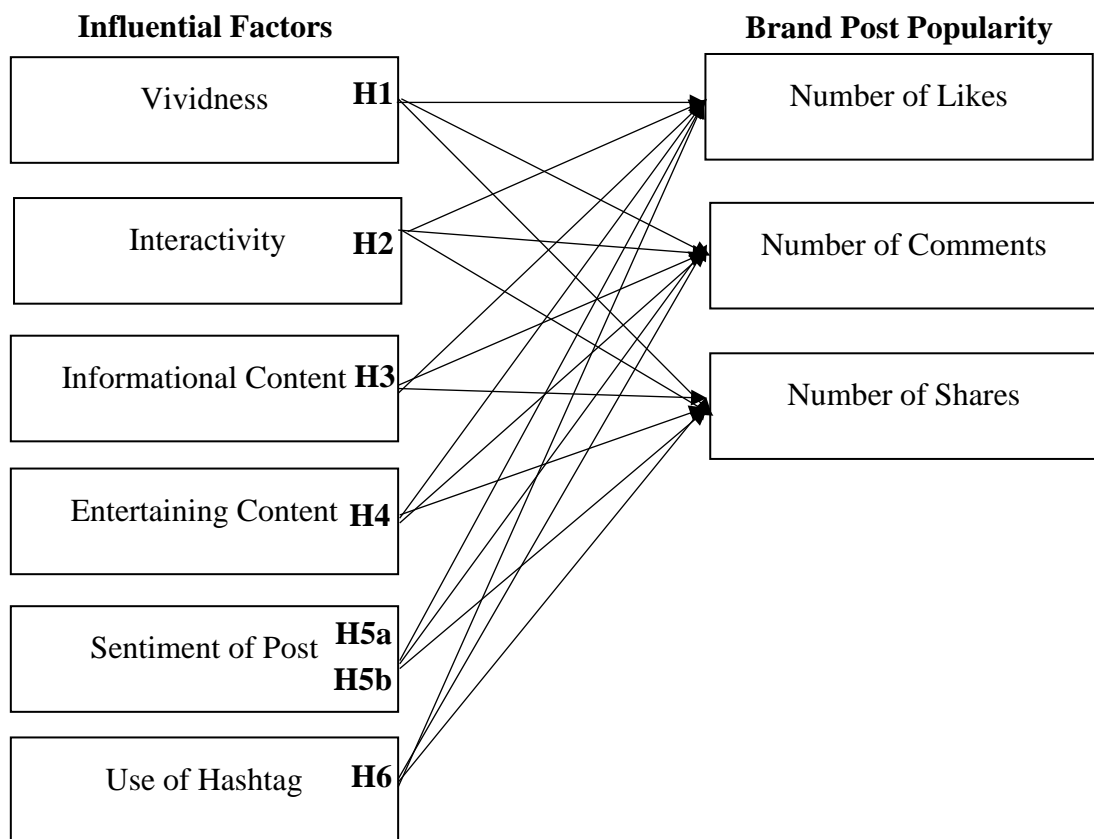 Influential Factors
Brand Post Popularity
Vividness H1
Number of Likes
Interactivity H2
Number of Comments
Informational Content H3
Number of Shares
Entertaining Content H4
Sentiment of Post H5a
H5b
Use of Hashtag H6